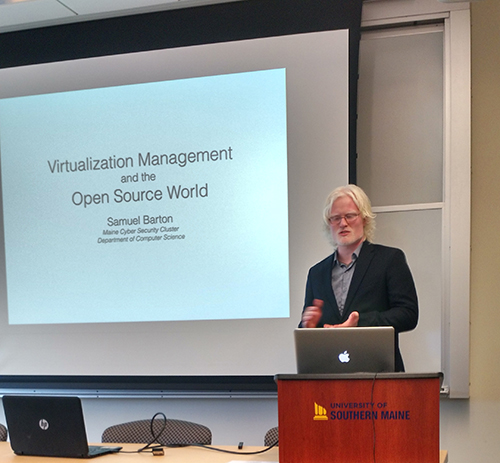 Virtualization Management
and the
Open Source World
Samuel Barton
Maine Cyber Security Cluster
Department of Computer Science
hp
UNIVERSITY OF
SOUTHERN MAINE